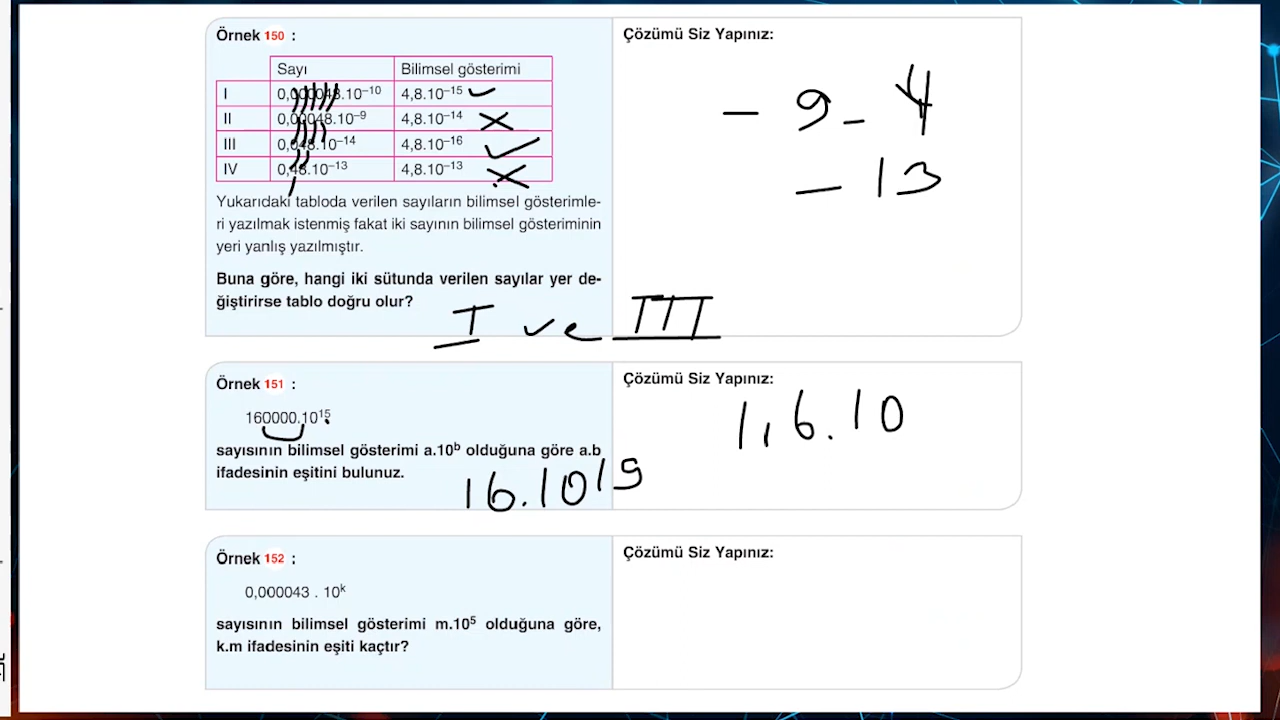 Örnek 150 :
Sayı Bilimsel gösterimi
I 0,000048.10⁻¹⁰ 4,8.10⁻¹⁵
II 0,00048.10⁻⁹ 4,8.10⁻¹⁴
III 0,048.10⁻¹⁴ 4,8.10⁻¹⁶
IV 0,48.10⁻¹³ 4,8.10⁻¹³
Yukarıdaki tabloda verilen sayıların bilimsel gösterimle-
ri yazılmak istenmiş fakat iki sayının bilimsel gösteriminin
yeri yanlış yazılmıştır.
Buna göre, hangi iki sütunda verilen sayılar yer de-
ğiştirirse tablo doğru olur?
I ve III
Çözümü Siz Yapınız:
- 9 - 4
- 13
Örnek 151 :
160000.10¹⁵
sayısının bilimsel gösterimi a.10ᵇ olduğuna göre a.b
ifadesinin eşitini bulunuz.
16.10¹⁹
Çözümü Siz Yapınız:
1,6.10
Örnek 152 :
0,000043 . 10ᵏ
sayısının bilimsel gösterimi m.10⁵ olduğuna göre,
k.m ifadesinin eşiti kaçtır?
Çözümü Siz Yapınız: